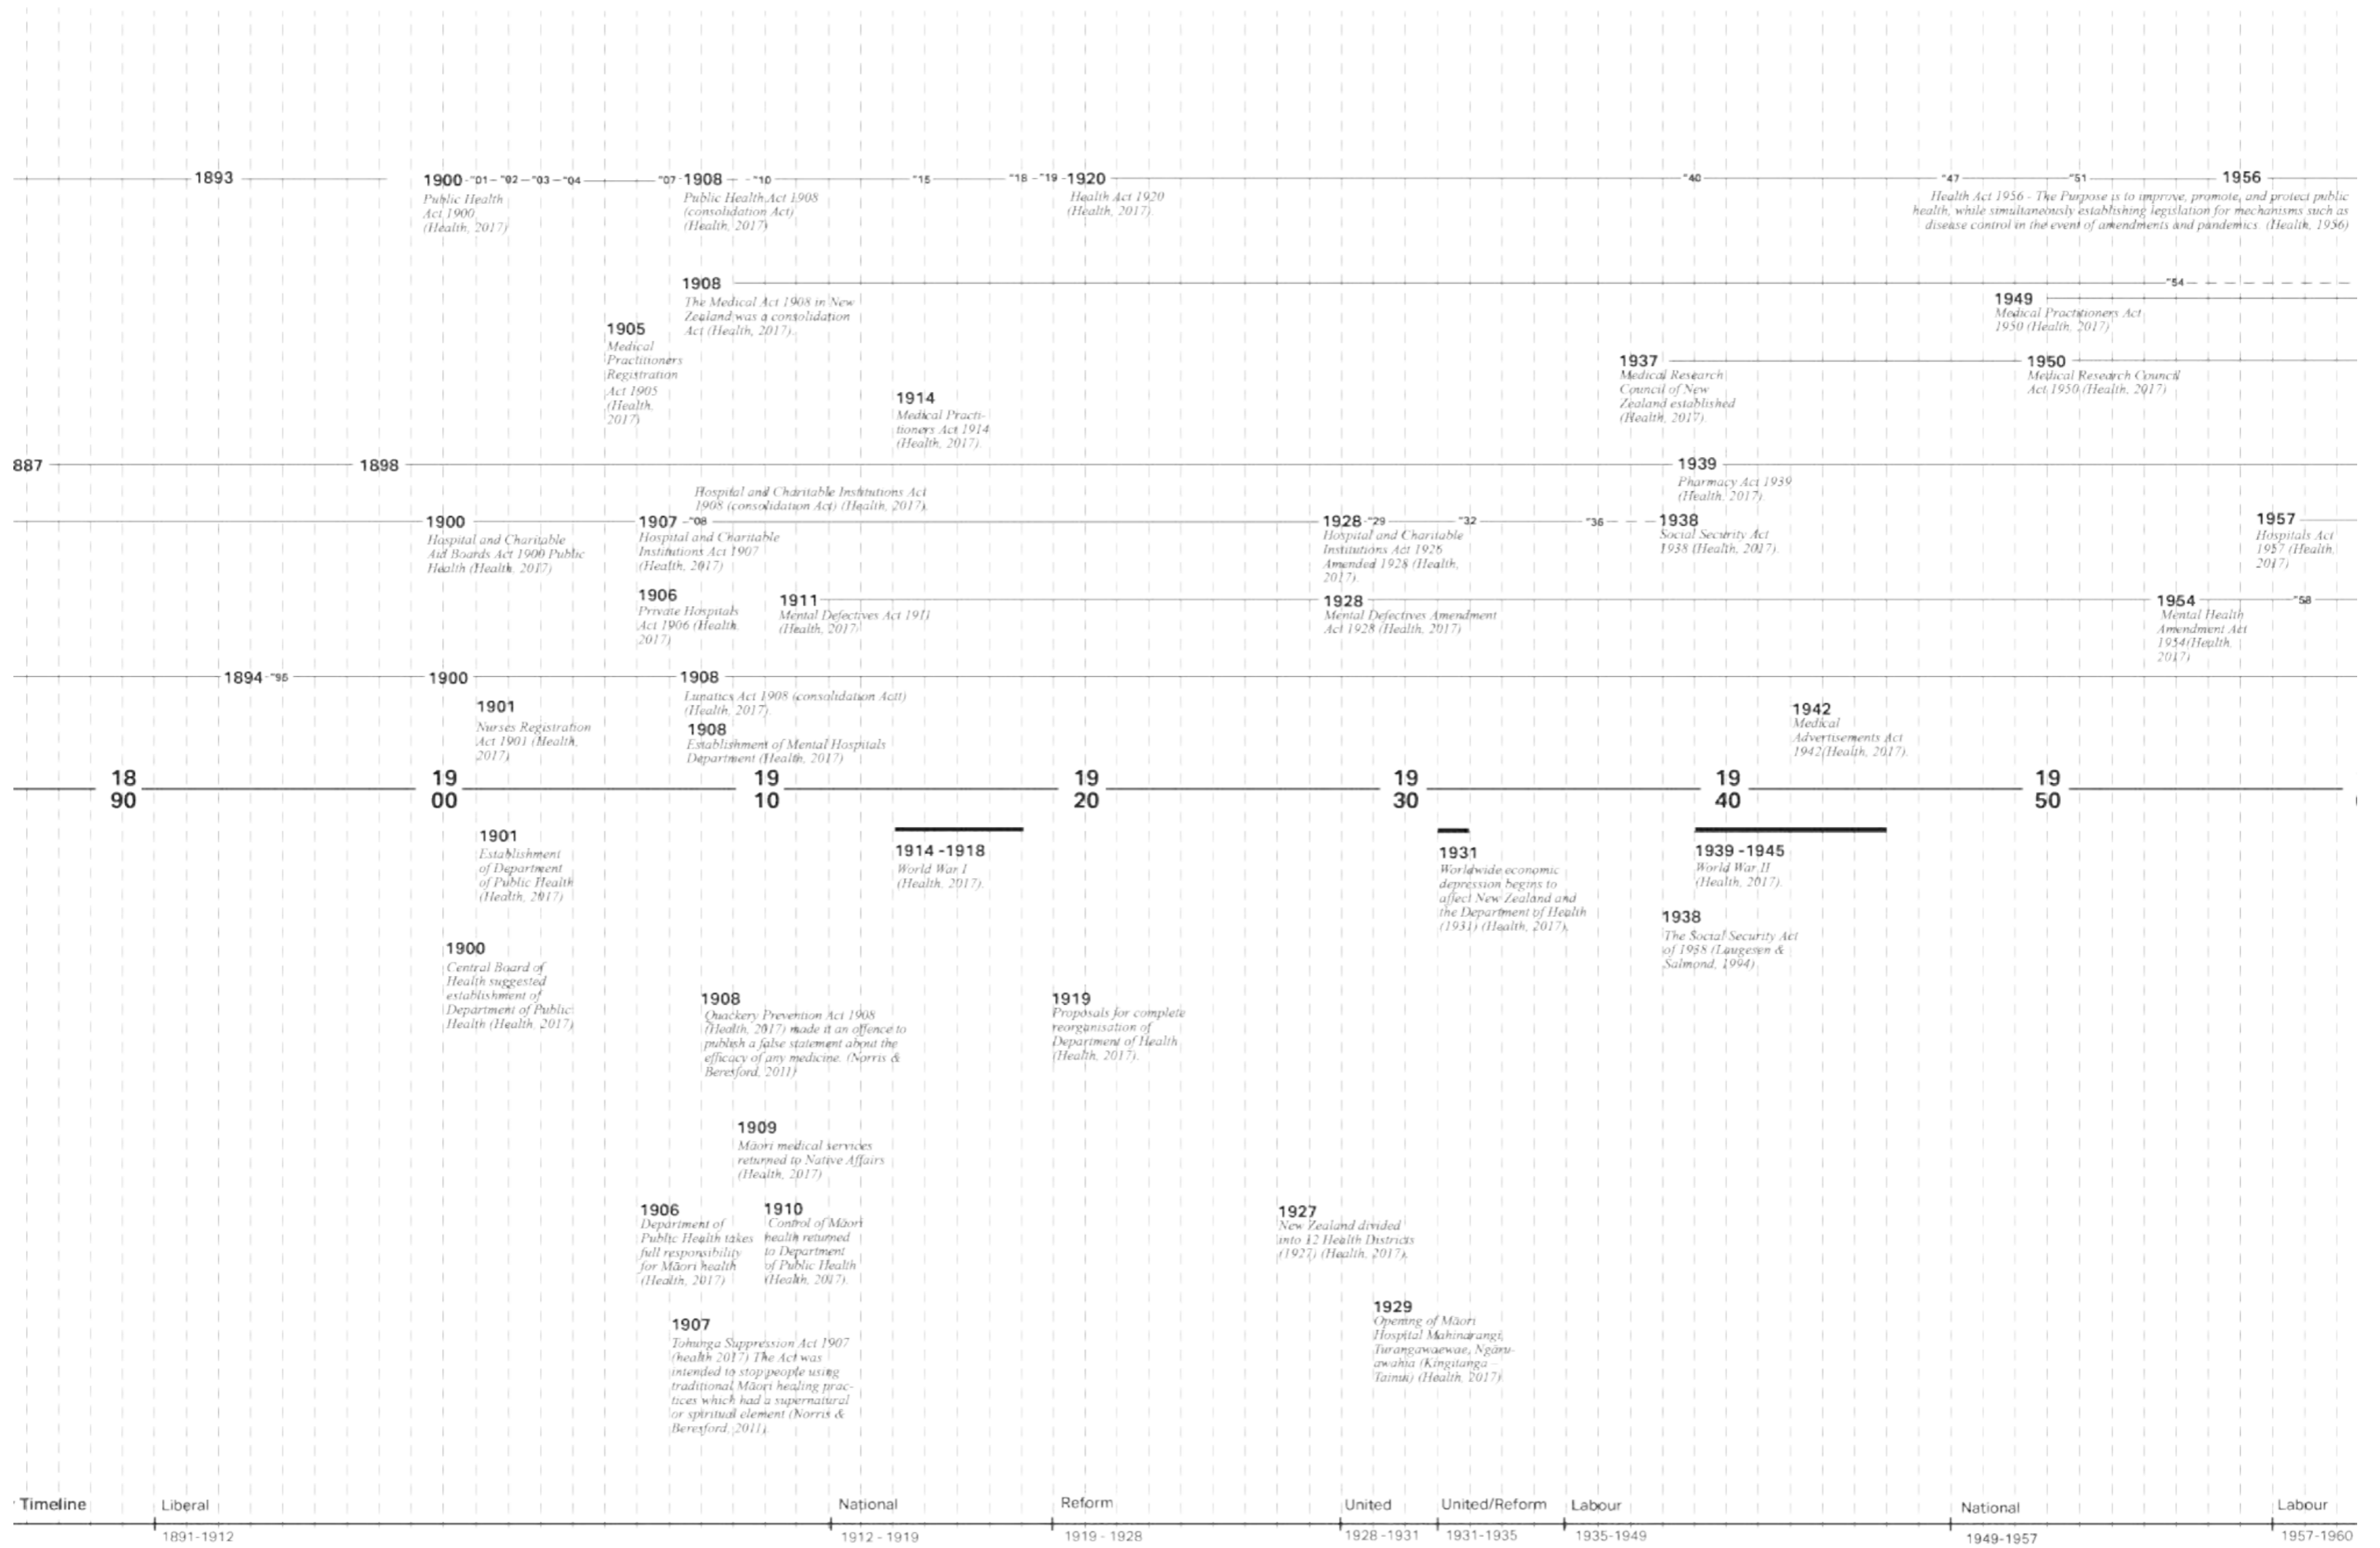 1893
1900 "01 "02 "03 "04 "07 1908 "10 "15 "18 "19 1920 "40 "47 "51 1956
Public Health
Act 1900
(Health, 2017)
Public Health Act 1908
(consolidation Act)
(Health, 2017)
Health Act 1920
(Health, 2017).
Health Act 1956 - The Purpose is to improve, promote, and protect public
health, while simultaneously establishing legislation for mechanisms such as
disease control in the event of amendments and pandemics. (Health, 1956)
1908
The Medical Act 1908 in New
Zealand was a consolidation
Act (Health, 2017).
"54
1949
Medical Practitioners Act
1950 (Health, 2017)
1905
Medical
Practitioners
Registration
Act 1905
(Health,
2017)
1914
Medical Practi-
tioners Act 1914
(Health, 2017).
1937
Medical Research
Council of New
Zealand established
(Health, 2017).
1950
Medical Research Council
Act 1950 (Health, 2017)
887
1898
1939
Pharmacy Act 1939
(Health, 2017).
Hospital and Charitable Institutions Act
1908 (consolidation Act) (Health, 2017).
1900
Hospital and Charitable
Aid Boards Act 1900 Public
Health (Health, 2017)
1907 "08
Hospital and Charitable
Institutions Act 1907
(Health, 2017)
1928 "29 "32 "36
Hospital and Charitable
Institutions Act 1926
Amended 1928 (Health,
2017).
1938
Social Security Act
1938 (Health, 2017).
1957
Hospitals Act
1957 (Health,
2017)
1906
Private Hospitals
Act 1906 (Health,
2017)
1911
Mental Defectives Act 1911
(Health, 2017)
1928
Mental Defectives Amendment
Act 1928 (Health, 2017)
1954 "58
Mental Health
Amendment Act
1954(Health,
2017)
1894 "95
1900
1908
Lunatics Act 1908 (consolidation Actt)
(Health, 2017).
1901
Nurses Registration
Act 1901 (Health,
2017)
1908
Establishment of Mental Hospitals
Department (Health, 2017)
1942
Medical
Advertisements Act
1942(Health, 2017).
18 19 19 19 19 19 19
90 00 10 20 30 40 50
1901
Establishment
of Department
of Public Health
(Health, 2017)
1914 -1918
World War I
(Health, 2017).
1931
Worldwide economic
depression begins to
affect New Zealand and
the Department of Health
(1931) (Health, 2017).
1939 -1945
World War II
(Health, 2017).
1938
The Social Security Act
of 1938 (Laugesen &
Salmond, 1994)
1900
Central Board of
Health suggested
establishment of
Department of Public
Health (Health, 2017)
1908
Quackery Prevention Act 1908
(Health, 2017) made it an offence to
publish a false statement about the
efficacy of any medicine. (Norris &
Beresford, 2011)
1919
Proposals for complete
reorganisation of
Department of Health
(Health, 2017).
1909
Māori medical services
returned to Native Affairs
(Health, 2017)
1906
Department of
Public Health takes
full responsibility
for Māori health
(Health, 2017)
1910
Control of Māori
health returned
to Department
of Public Health
(Health, 2017).
1927
New Zealand divided
into 12 Health Districts
(1927) (Health, 2017).
1929
Opening of Māori
Hospital Mahinarangi,
Turangawaewae, Ngāru-
awahia (Kingitanga –
Tainui) (Health, 2017)
1907
Tohunga Suppression Act 1907
(health 2017) The Act was
intended to stop people using
traditional Māori healing prac-
tices which had a supernatural
or spiritual element (Norris &
Beresford, 2011).
Timeline Liberal National Reform United United/Reform Labour National Labour
1891-1912 1912 - 1919 1919 - 1928 1928 -1931 1931-1935 1935-1949 1949-1957 1957-1960